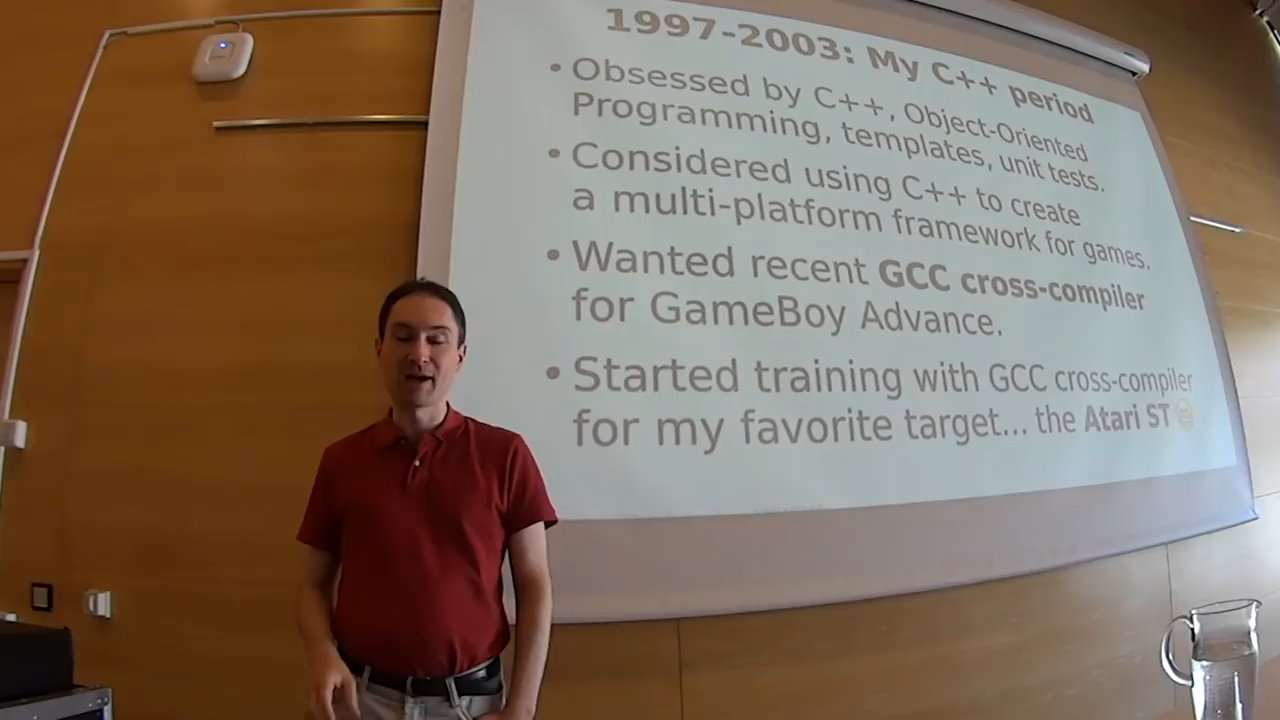 1997-2003: My C++ period
• Obsessed by C++, Object-Oriented
Programming, templates, unit tests.
• Considered using C++ to create
a multi-platform framework for games.
• Wanted recent GCC cross-compiler
for GameBoy Advance.
• Started training with GCC cross-compiler
for my favorite target... the Atari ST